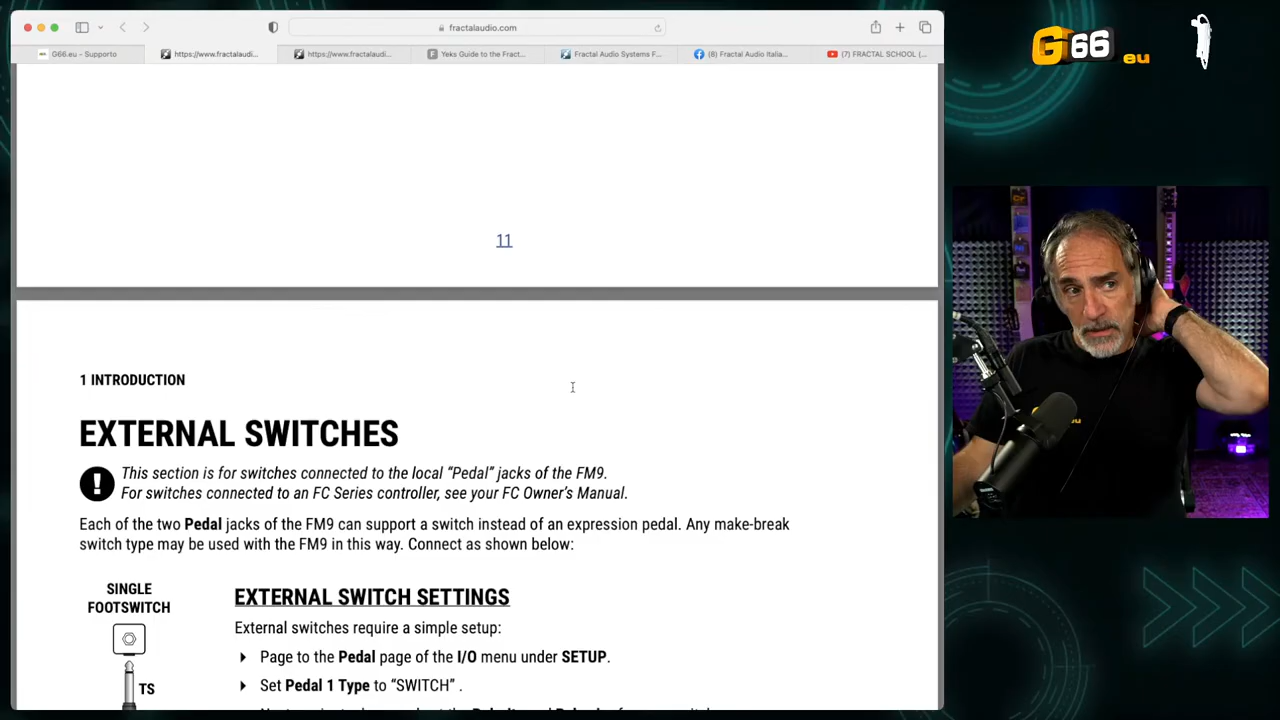 fractalaudio.com
G66.eu - Supporto
https://www.fractalaudi...
https://www.fractalaudi...
Yeks Guide to the Fract...
Fractal Audio Systems F...
(8) Fractal Audio Italia...
(7) FRACTAL SCHOOL (...
G 66
eu
11
1 INTRODUCTION
EXTERNAL SWITCHES
This section is for switches connected to the local “Pedal” jacks of the FM9.
For switches connected to an FC Series controller, see your FC Owner’s Manual.
Each of the two Pedal jacks of the FM9 can support a switch instead of an expression pedal. Any make-break
switch type may be used with the FM9 in this way. Connect as shown below:
SINGLE
FOOTSWITCH
TS
EXTERNAL SWITCH SETTINGS
External switches require a simple setup:
Page to the Pedal page of the I/O menu under SETUP.
Set Pedal 1 Type to “SWITCH” .